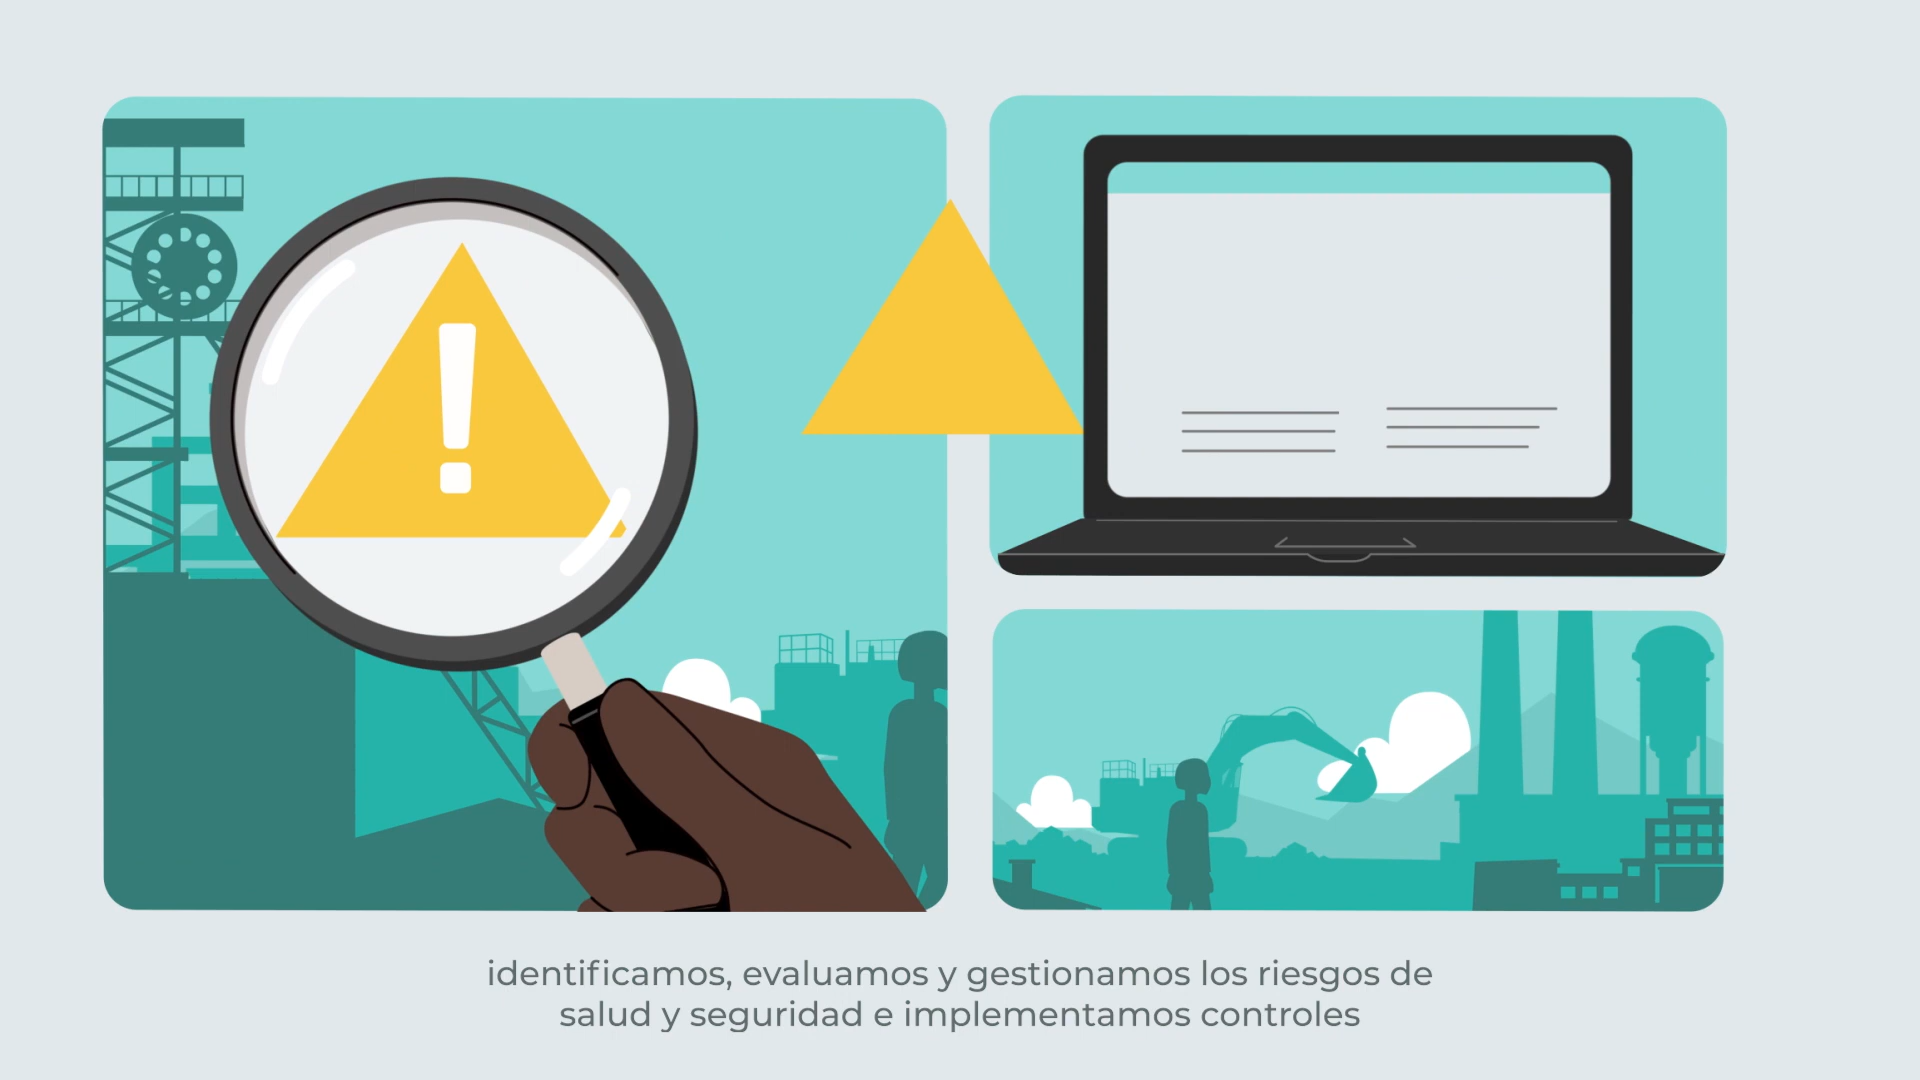 !
identificamos, evaluamos y gestionamos los riesgos de
salud y seguridad e implementamos controles